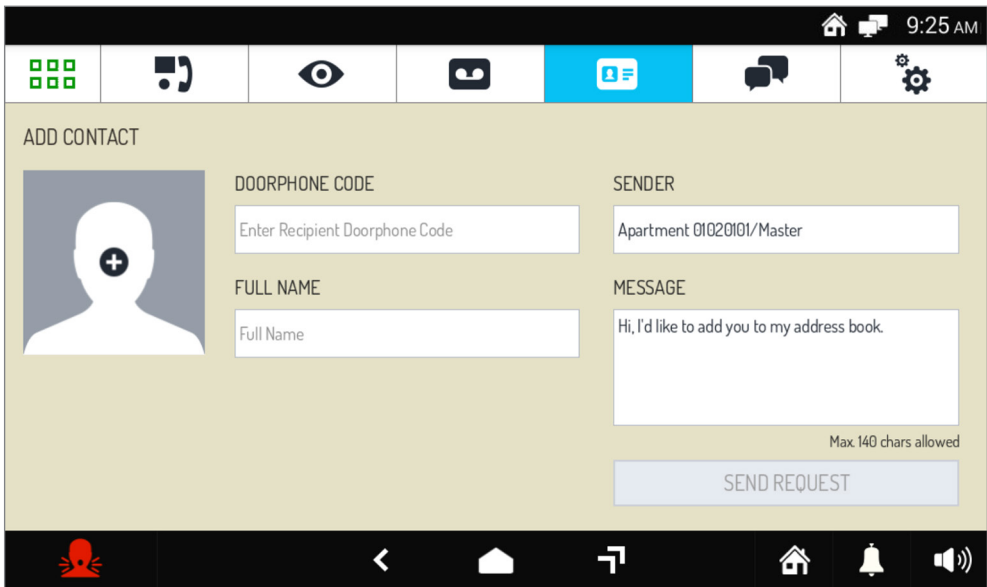 9:25 AM
ADD CONTACT
DOORPHONE CODE
Enter Recipient Doorphone Code
FULL NAME
Full Name
SENDER
Apartment 01020101/Master
MESSAGE
Hi, I'd like to add you to my address book.
Max. 140 chars allowed
SEND REQUEST